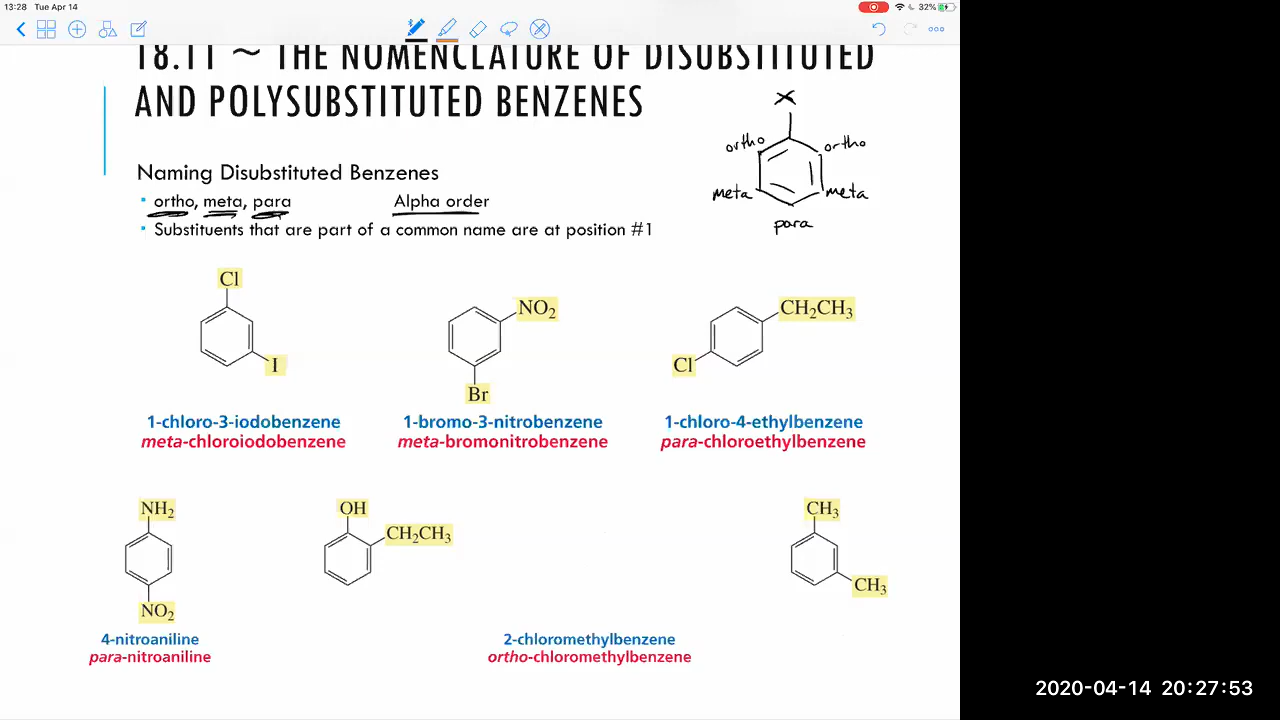 13:28 Tue Apr 14 32%
18.11 ~ THE NOMENCLATURE OF DISUBSTITUTED
AND POLYSUBSTITUTED BENZENES
X
ortho ortho
meta meta
para
Naming Disubstituted Benzenes
• ortho, meta, para Alpha order
• Substituents that are part of a common name are at position #1
Cl
I
NO2
Br
CH2CH3
Cl
1-chloro-3-iodobenzene
meta-chloroiodobenzene
1-bromo-3-nitrobenzene
meta-bromonitrobenzene
1-chloro-4-ethylbenzene
para-chloroethylbenzene
NH2
NO2
OH
CH2CH3
CH3
CH3
4-nitroaniline
para-nitroaniline
2-chloromethylbenzene
ortho-chloromethylbenzene
2020-04-14 20:27:53